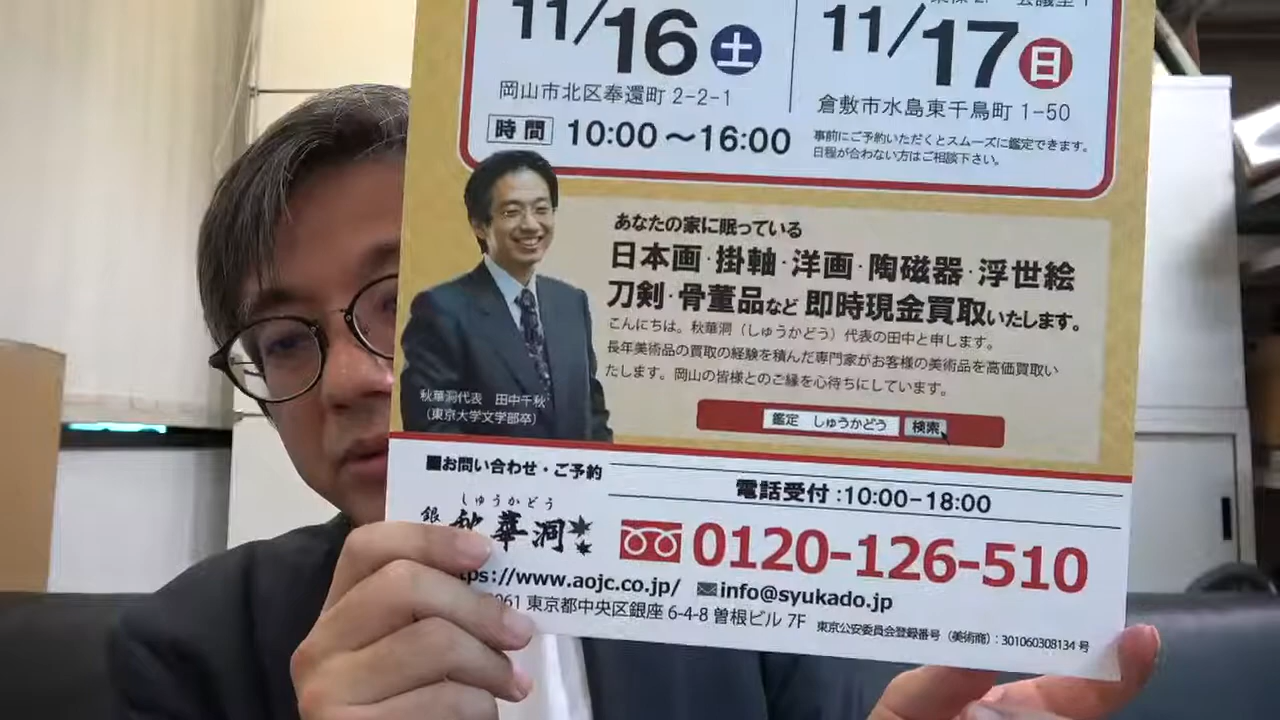 11/16 土
岡山市北区奉還町 2-2-1
11/17 日
倉敷市水島東千鳥町 1-50
時間 10:00～16:00
事前にご予約いただくとスムーズに鑑定できます。
日程が合わない方はご相談下さい。
あなたの家に眠っている
日本画·掛軸·洋画·陶磁器·浮世絵
刀剣·骨董品など 即時現金買取いたします。
こんにちは。秋華洞（しゅうかどう）代表の田中と申します。
長年美術品の買取の経験を積んだ専門家がお客様の美術品を高価買取い
たします。岡山の皆様とのご縁を心待ちにしています。
秋華洞代表 田中千秋
（東京大学文学部卒）
鑑定 しゅうかどう 検索
■お問い合わせ・ご予約
しゅうかどう
銀 秋華洞
電話受付:10:00-18:00
0120-126-510
tps://www.aojc.co.jp/ info@syukado.jp
061 東京都中央区銀座 6-4-8 曽根ビル 7F 東京公安委員会登録番号（美術商）: 301060308134 号